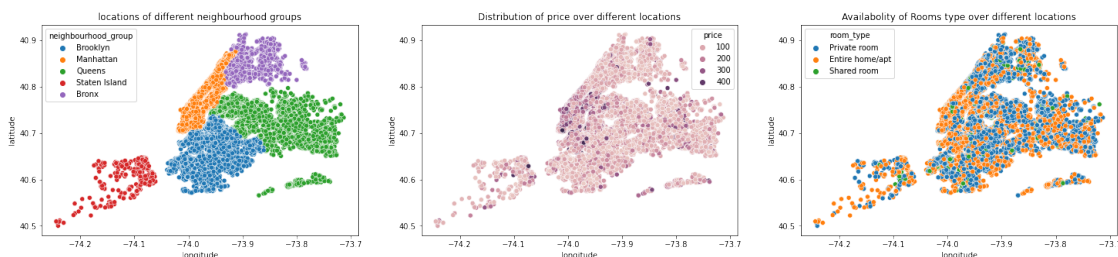 locations of different neighbourhood groups
neighbourhood_group
Brooklyn
Manhattan
Queens
Staten Island
Bronx
40.9
40.8
40.7
40.6
40.5
latitude
−74.2
−74.1
−74.0
−73.9
−73.8
−73.7
longitude
Distribution of price over different locations
price
100
200
300
400
40.9
40.8
40.7
40.6
40.5
latitude
−74.2
−74.1
−74.0
−73.9
−73.8
−73.7
longitude
Availabolity of Rooms type over different locations
room_type
Private room
Entire home/apt
Shared room
40.9
40.8
40.7
40.6
40.5
latitude
−74.2
−74.1
−74.0
−73.9
−73.8
−73.7
longitude